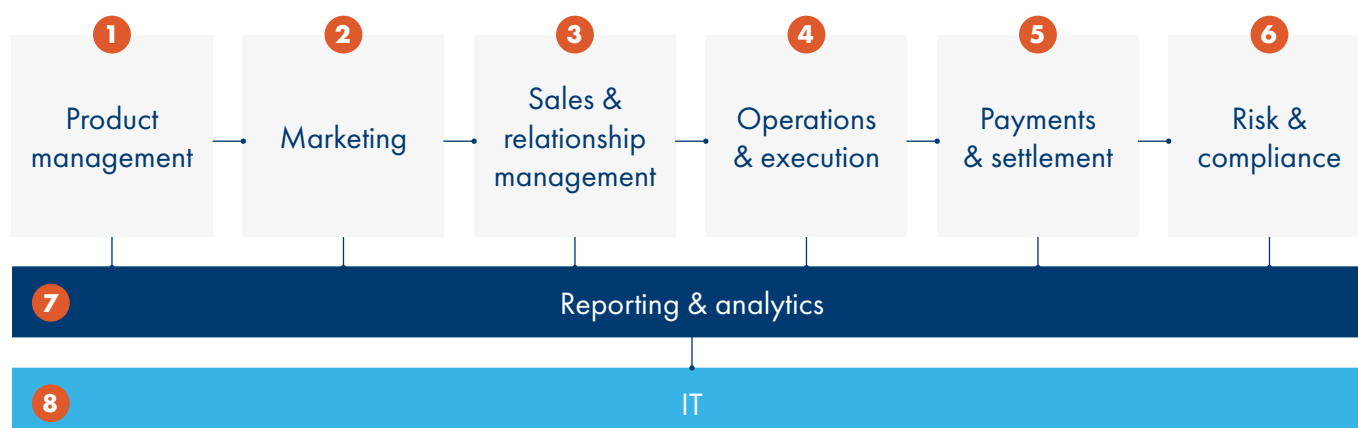 1
2
3
4
5
6
Product
management
Marketing
Sales &
relationship
management
Operations
& execution
Payments
& settlement
Risk &
compliance
7
Reporting & analytics
8
IT